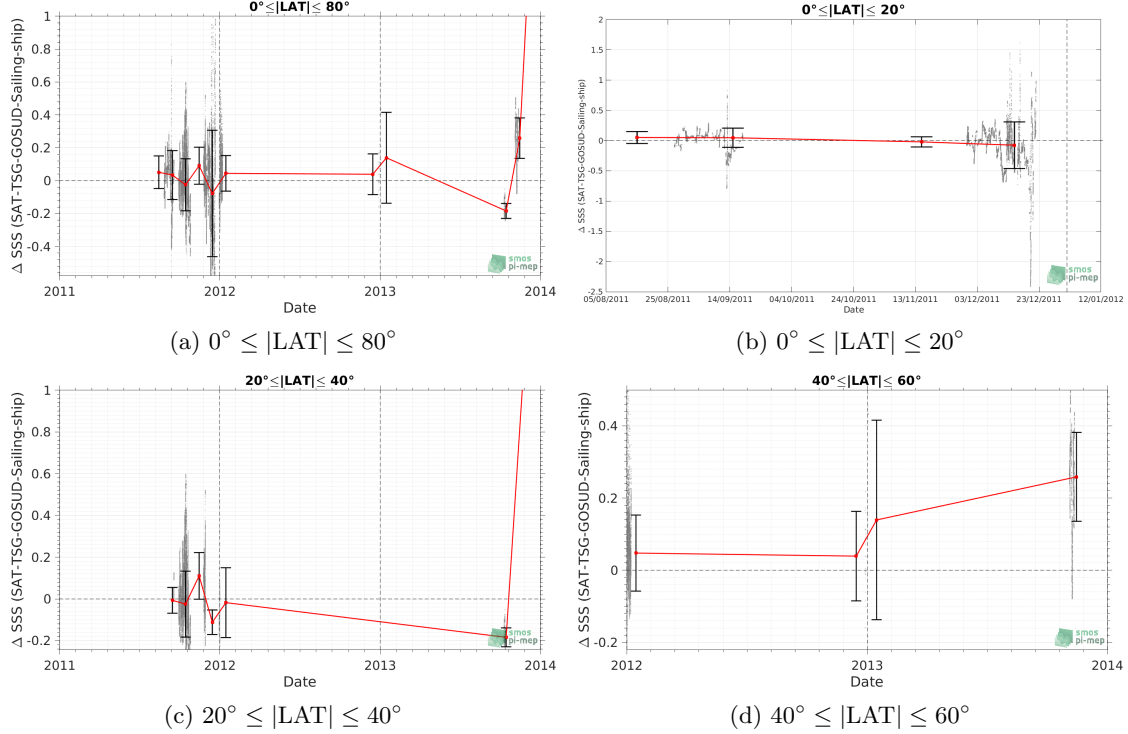 0°≤|LAT|≤ 80°
Δ SSS (SAT-TSG-GOSUD-Sailing-ship)
1
0.8
0.6
0.4
0.2
0
-0.2
-0.4
2011
2012
2013
2014
Date
smos
pi-mep
(a) 0° ≤ |LAT| ≤ 80°
0°≤|LAT|≤ 20°
Δ SSS (SAT-TSG-GOSUD-Sailing-ship)
2
1.5
1
0.5
0
-0.5
-1
-1.5
-2
-2.5
05/08/2011
25/08/2011
14/09/2011
04/10/2011
24/10/2011
13/11/2011
03/12/2011
23/12/2011
12/01/2012
Date
smos
pi-mep
(b) 0° ≤ |LAT| ≤ 20°
20°≤|LAT|≤ 40°
Δ SSS (SAT-TSG-GOSUD-Sailing-ship)
1
0.8
0.6
0.4
0.2
0
-0.2
2011
2012
2013
2014
Date
smos
pi-mep
(c) 20° ≤ |LAT| ≤ 40°
40°≤|LAT|≤ 60°
Δ SSS (SAT-TSG-GOSUD-Sailing-ship)
0.4
0.2
0
-0.2
2012
2013
2014
Date
smos
pi-mep
(d) 40° ≤ |LAT| ≤ 60°